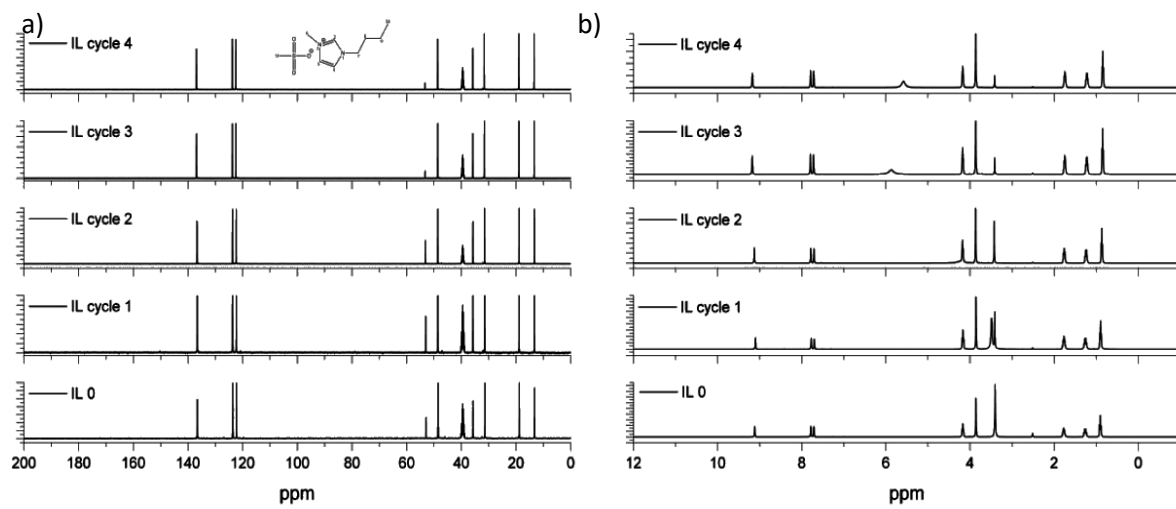 a)
IL cycle 4
IL cycle 3
IL cycle 2
IL cycle 1
IL 0
200 180 160 140 120 100 80 60 40 20 0
ppm
b)
IL cycle 4
IL cycle 3
IL cycle 2
IL cycle 1
IL 0
12 10 8 6 4 2 0
ppm